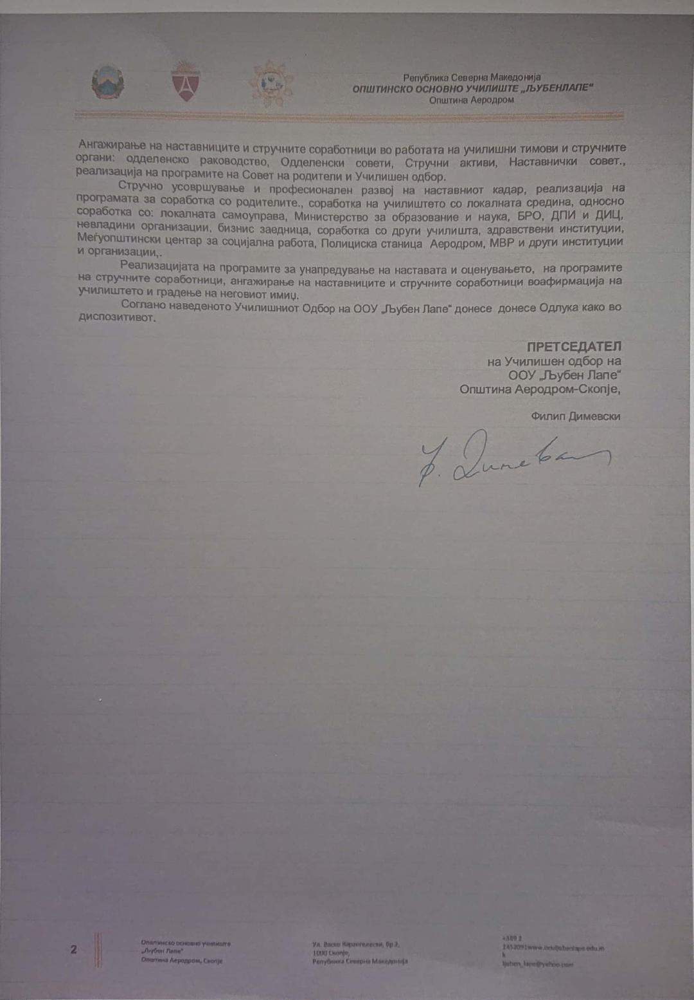 Република Северна Македонија
ОПШТИНСКО ОСНОВНО УЧИЛИШТЕ „ЉУБЕНЛАПЕ“
Општина Аеродром
Ангажирање на наставниците и стручните соработници во работата на училишни тимови и стручните
органи: одделенско раководство, Одделенски совети, Стручни активи, Наставнички совет.,
реализација на програмите на Совет на родители и Училишен одбор.
Стручно усовршување и професионален развој на наставниот кадар, реализација на
програмата за соработка со родителите., соработка на училиштето со локалната средина, односно
соработка со: локалната самоуправа, Министерство за образование и наука, БРО, ДПИ и ДИЦ,
невладини организации, бизнис заедница, соработка со други училишта, здравствени институции,
Меѓуопштински центар за социјална работа, Полициска станица Аеродром, МВР и други институции
и организации,.
Реализацијата на програмите за унапредување на наставата и оценувањето, на програмите
на стручните соработници, ангажирање на наставниците и стручните соработници воафирмација на
училиштето и градење на неговиот имиџ.
Соглано наведеното Училишниот Одбор на ООУ „Љубен Лапе“ донесе донесе Одлука како во
диспозитивот.
ПРЕТСЕДАТЕЛ
на Училишен одбор на
ООУ „Љубен Лапе“
Општина Аеродром-Скопје,
Филип Димевски
Ф. Димевски
2
Општинско основно училиште
„Љубен Лапе“
Општина Аеродром, Скопје
Ул. Васко Карангелески, бр.2,
1000 Скопје,
Република Северна Македонија
+389 2
2452091www.oouljubenlape.edu.m
k
ljuben_lape@yahoo.com